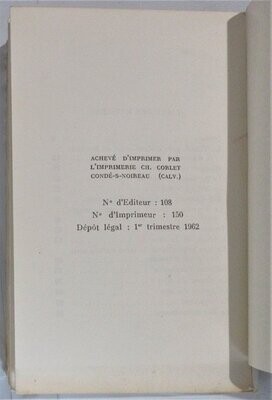 ACHEVÉ D'IMPRIMER PAR
L'IMPRIMERIE CH. CORLET
CONDÉ-S-NOIREAU (CALV.)
N° d'Editeur : 108
N° d'Imprimeur : 150
Dépôt légal : 1er trimestre 1962